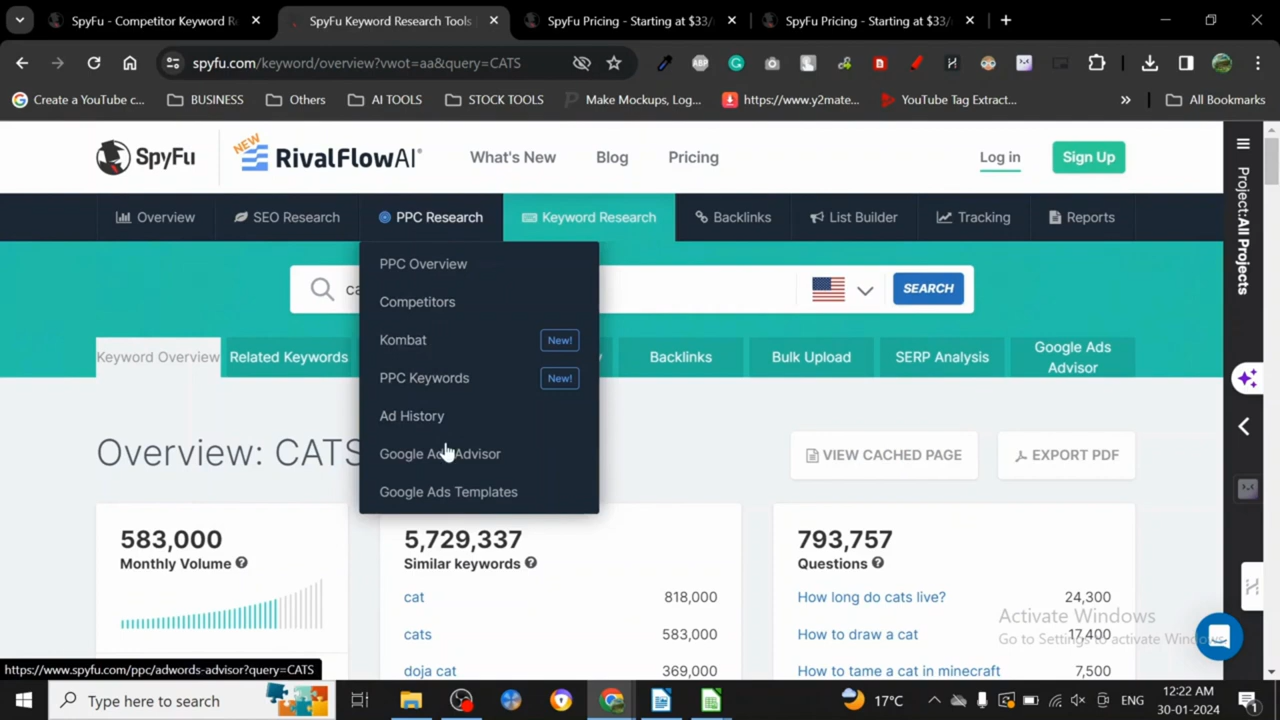 SpyFu - Competitor Keyword R
SpyFu Keyword Research Tools
SpyFu Pricing - Starting at $33/
SpyFu Pricing - Starting at $33/
spyfu.com/keyword/overview?vwot=aa&query=CATS
Create a YouTube c...
BUSINESS
Others
AI TOOLS
STOCK TOOLS
Make Mockups, Log...
https://www.y2mate...
YouTube Tag Extract...
»
All Bookmarks
SpyFu
NEW
RivalFlowAI
What's New
Blog
Pricing
Log in
Sign Up
Project: All Projects
Overview
SEO Research
PPC Research
Keyword Research
Backlinks
List Builder
Tracking
Reports
PPC Overview
Competitors
Kombat
New!
PPC Keywords
New!
Ad History
Google Ads Advisor
Google Ads Templates
SEARCH
Keyword Overview
Related Keywords
Backlinks
Bulk Upload
SERP Analysis
Google Ads
Advisor
Overview: CATS
VIEW CACHED PAGE
EXPORT PDF
583,000
Monthly Volume
5,729,337
Similar keywords
cat 818,000
cats 583,000
doja cat 369,000
793,757
Questions
How long do cats live? 24,300
How to draw a cat 17,400
How to tame a cat in minecraft 7,500
Activate Windows
Go to Settings to activate Windows.
https://www.spyfu.com/ppc/adwords-advisor?query=CATS
Type here to search
17°C
ENG
12:22 AM
30-01-2024
1